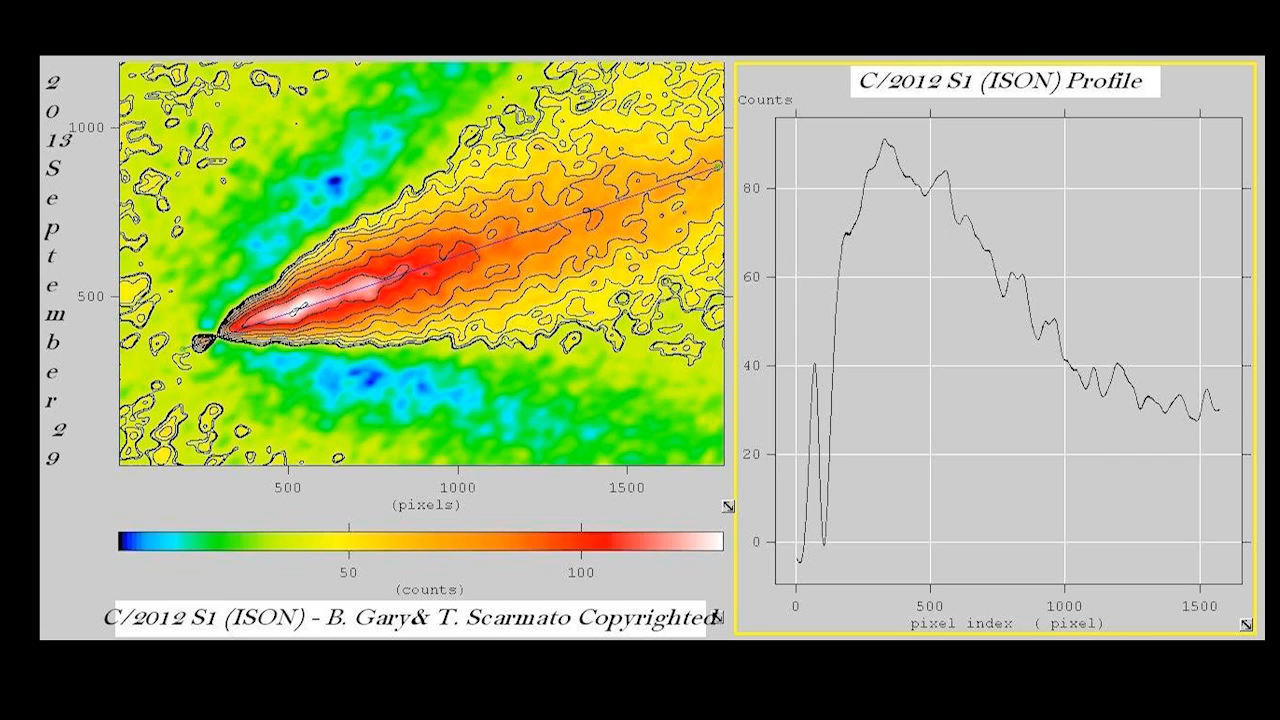 2013 September 29
1000
500
500 1000 1500
(pixels)
50 100
(counts)
C/2012 S1 (ISON) - B. Gary& T. Scarmato Copyrighted
C/2012 S1 (ISON) Profile
Counts
80
60
40
20
0
0 500 1000 1500
pixel index ( pixel)